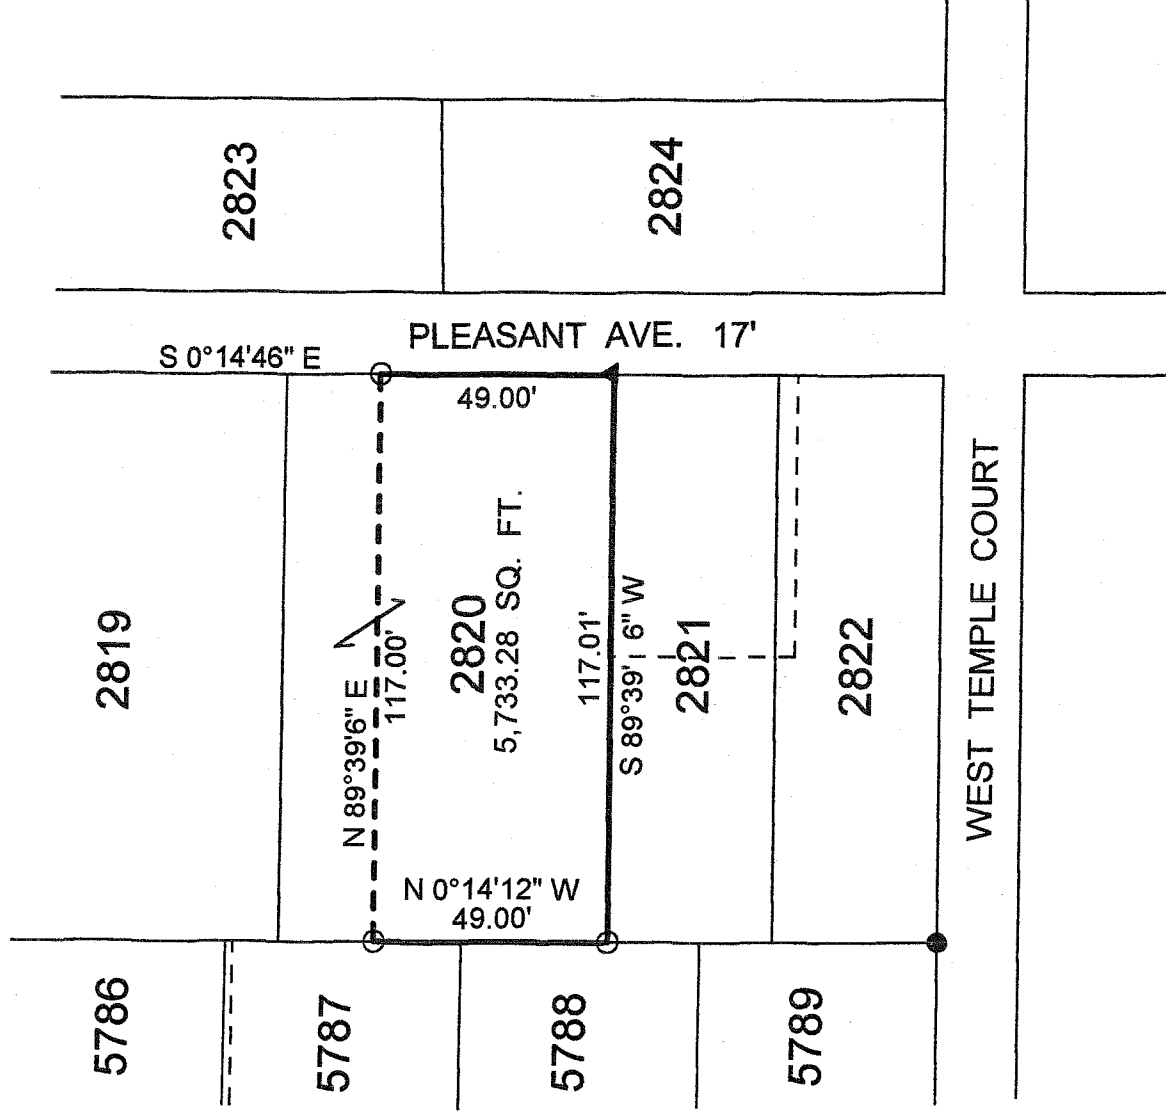 2823
2824
PLEASANT AVE. 17'
S 0°14'46" E
49.00'
2819
N 89°39'6" E
117.00'
2820
5,733.28 SQ. FT.
117.01'
S 89°39' 6" W
2821
2822
WEST TEMPLE COURT
N 0°14'12" W
49.00'
5786
5787
5788
5789